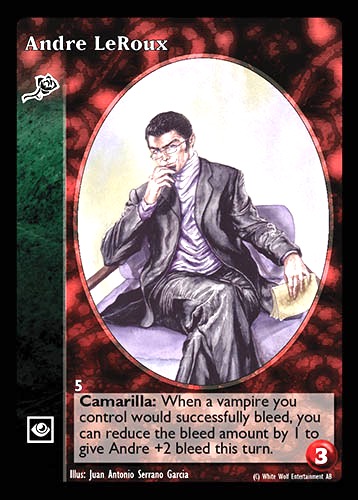 Andre LeRoux
5
Camarilla: When a vampire you
control would successfully bleed, you
can reduce the bleed amount by 1 to
give Andre +2 bleed this turn.
3
Illus: Juan Antonio Serrano Garcia
(C) White Wolf Entertainment AB